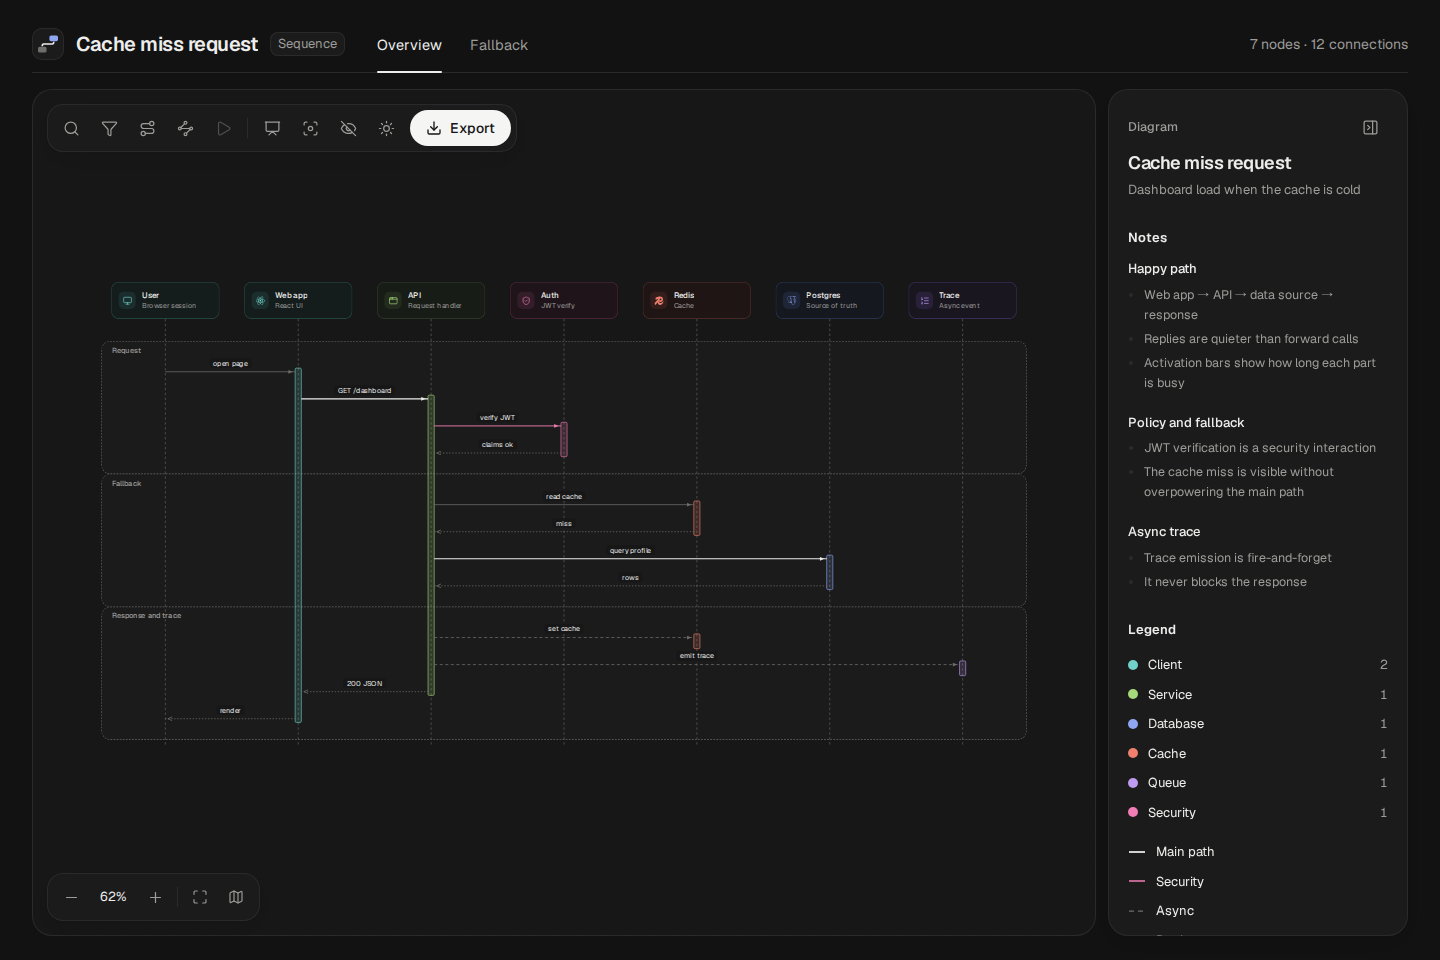 Cache miss request
Sequence
Overview
Fallback
7 nodes · 12 connections
Export
Diagram
Cache miss request
Dashboard load when the cache is cold
Notes
Happy path
Web app → API → data source →
response
Replies are quieter than forward calls
Activation bars show how long each part
is busy
Policy and fallback
JWT verification is a security interaction
The cache miss is visible without
overpowering the main path
Async trace
Trace emission is fire-and-forget
It never blocks the response
Legend
Client 2
Service 1
Database 1
Cache 1
Queue 1
Security 1
Main path
Security
Async
User
Browser session
Web app
React UI
API
Request handler
Auth
JWT verify
Redis
Cache
Postgres
Source of truth
Trace
Async event
Request
open page
GET /dashboard
verify JWT
claims ok
Fallback
read cache
miss
query profile
rows
Response and trace
set cache
emit trace
200 JSON
render
62%